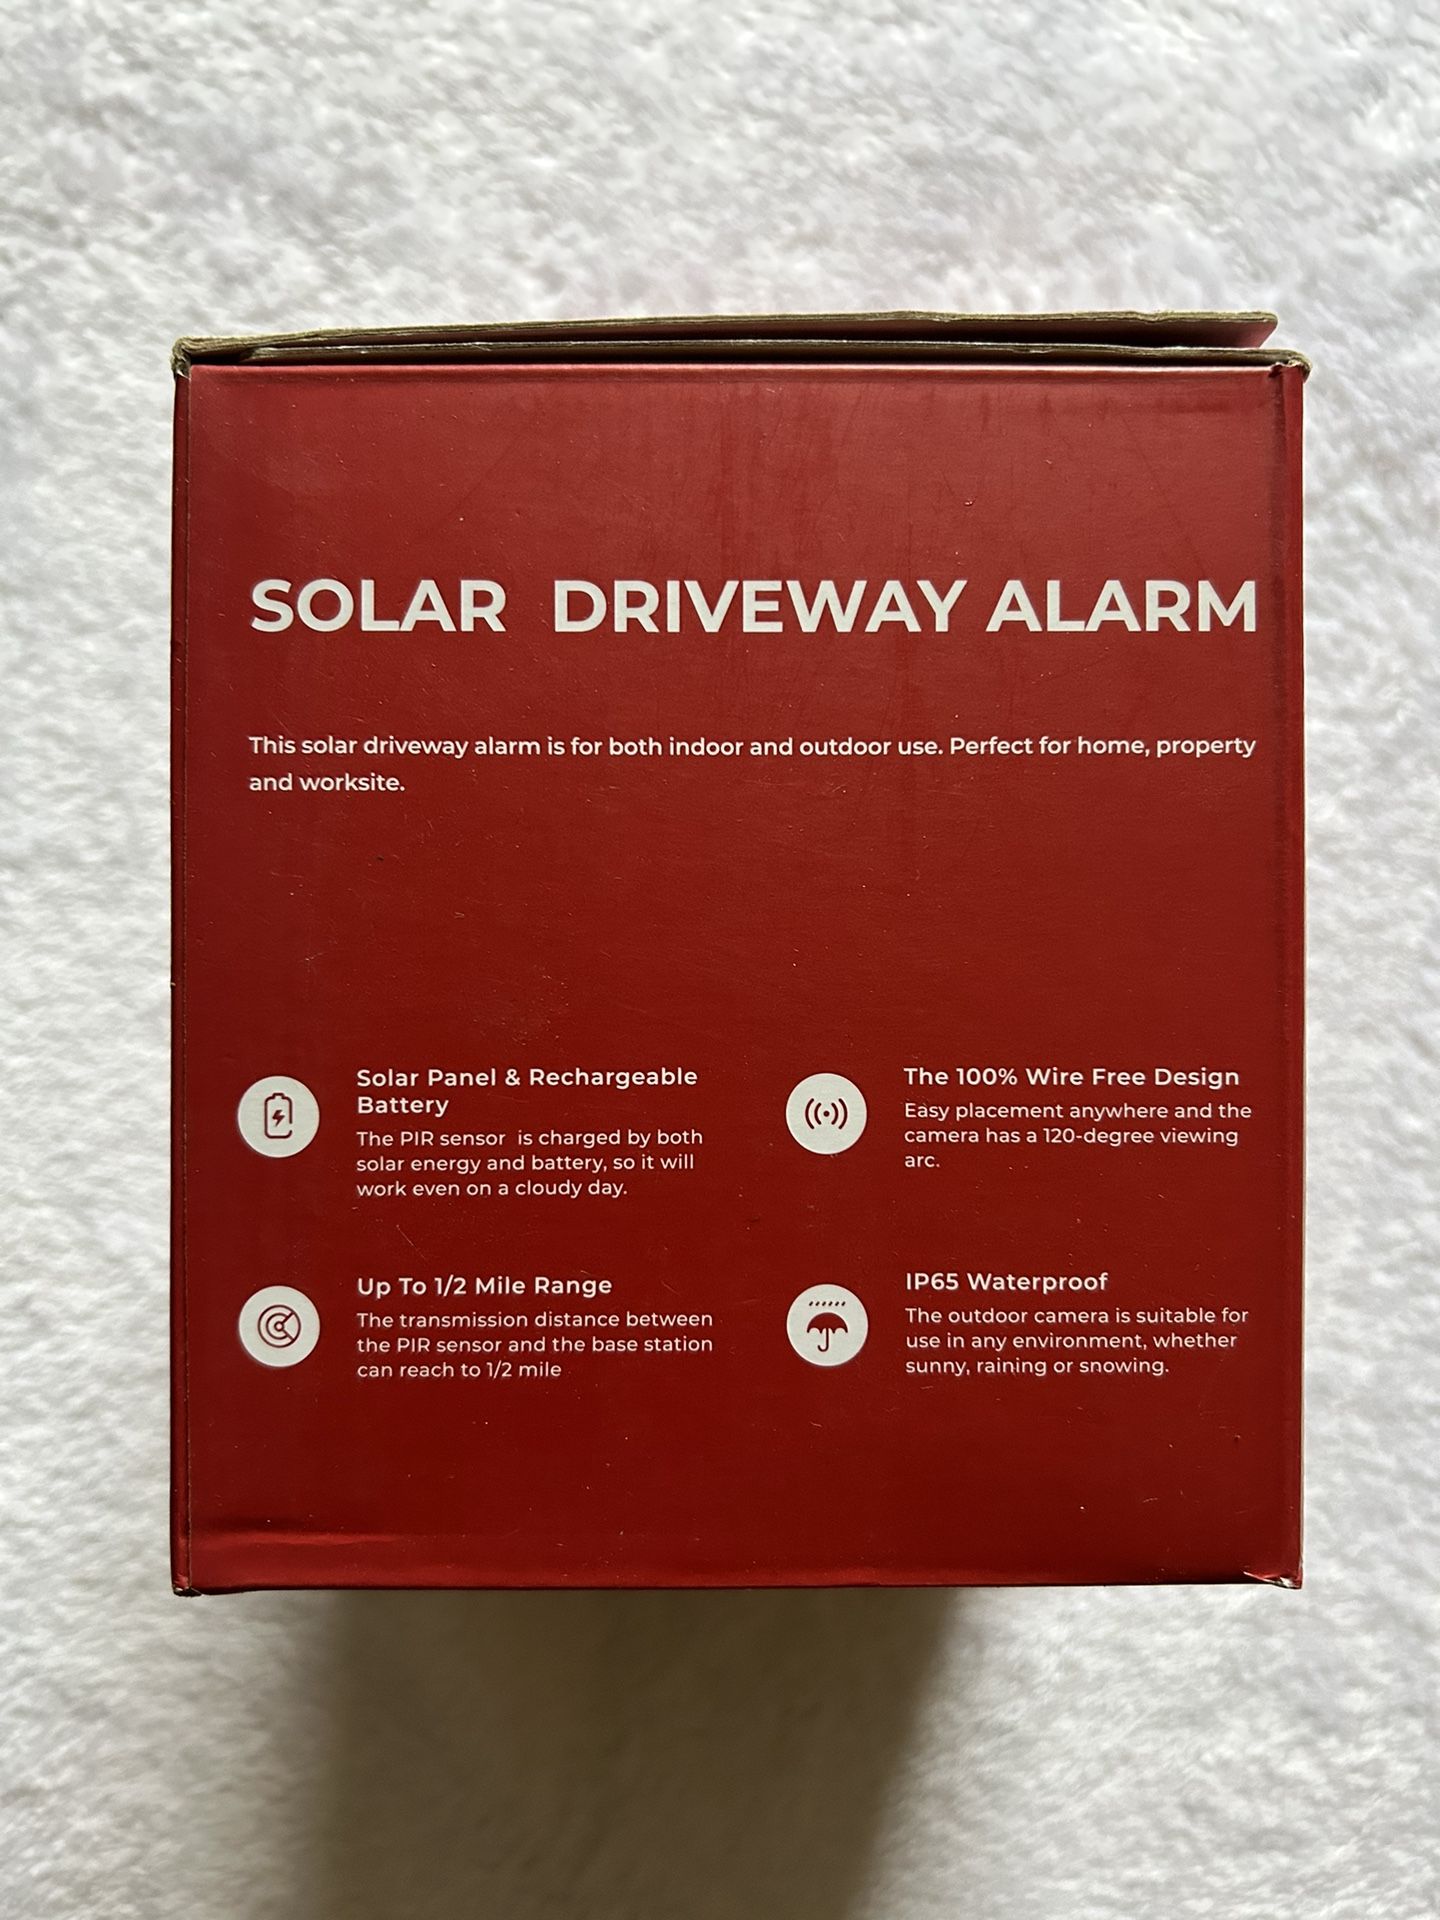 SOLAR  DRIVEWAY ALARM
This solar driveway alarm is for both indoor and outdoor use. Perfect for home, property
and worksite.
Solar Panel & Rechargeable
Battery
The PIR sensor  is charged by both
solar energy and battery, so it will
work even on a cloudy day.
The 100% Wire Free Design
Easy placement anywhere and the
camera has a 120-degree viewing
arc.
Up To 1/2 Mile Range
The transmission distance between
the PIR sensor and the base station
can reach to 1/2 mile
IP65 Waterproof
The outdoor camera is suitable for
use in any environment, whether
sunny, raining or snowing.